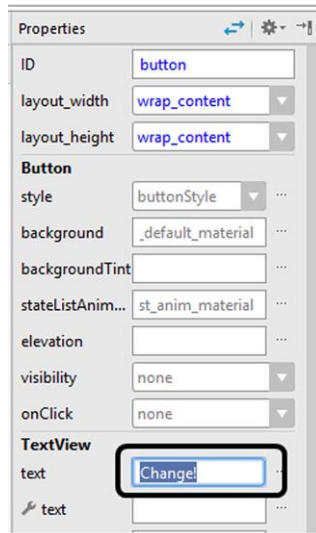 Properties
ID button
layout_width wrap_content
layout_height wrap_content
Button
style buttonStyle ...
background _default_material ...
backgroundTint ...
stateListAnim... st_anim_material ...
elevation ...
visibility none
onClick none
TextView
text Change! ...
text ...